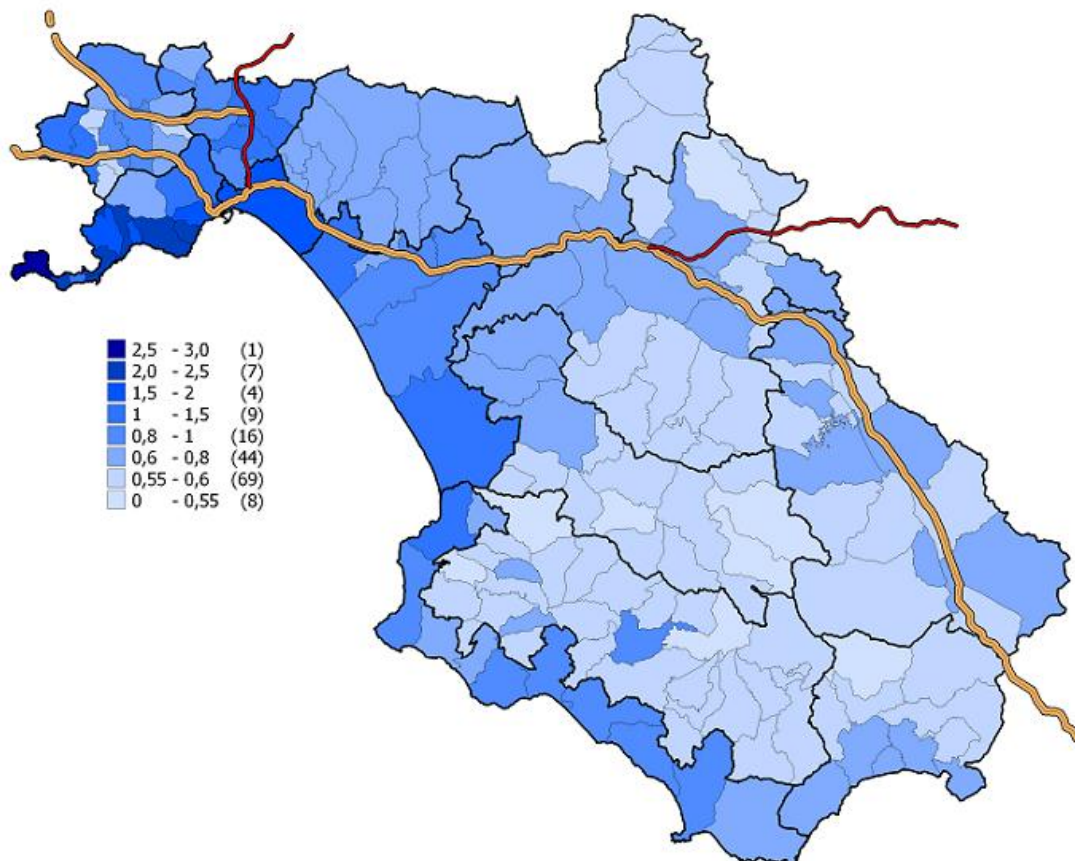 2,5 - 3,0 (1)
2,0 - 2,5 (7)
1,5 - 2 (4)
1 - 1,5 (9)
0,8 - 1 (16)
0,6 - 0,8 (44)
0,55 - 0,6 (69)
0 - 0,55 (8)